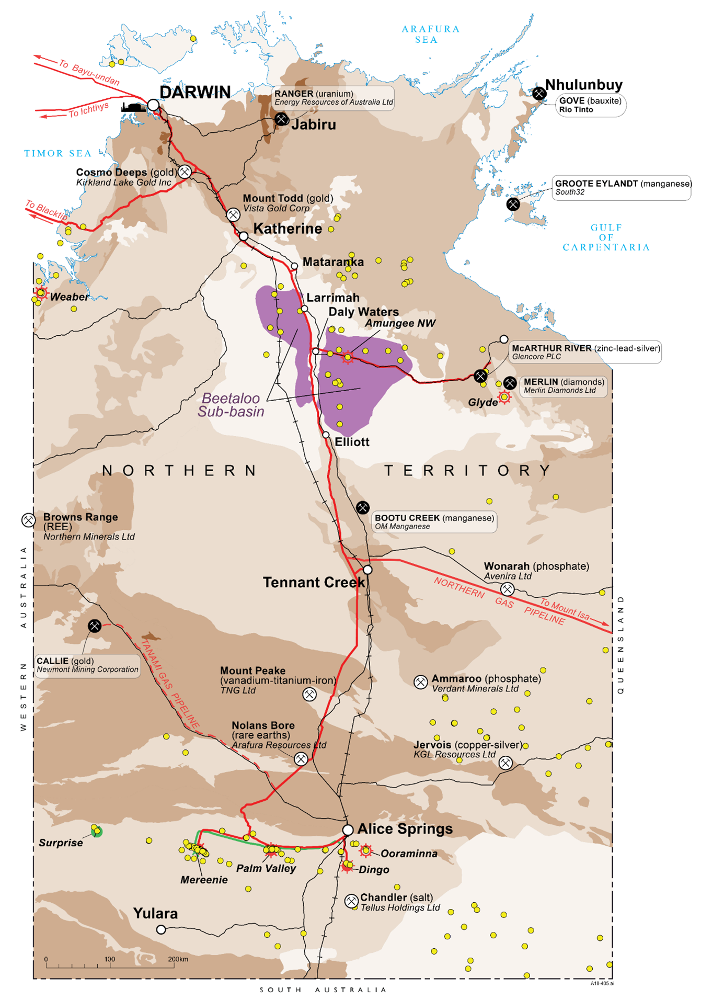 ARAFURA
SEA
To Bayu-undan
DARWIN
To Ichthys
RANGER (uranium)
Energy Resources of Australia Ltd
Jabiru
Nhulunbuy
GOVE (bauxite)
Rio Tinto
TIMOR SEA
Cosmo Deeps (gold)
Kirkland Lake Gold Inc
GROOTE EYLANDT (manganese)
South32
To Blacktip
Mount Todd (gold)
Vista Gold Corp
Katherine
GULF
OF
CARPENTARIA
Mataranka
Weaber
Larrimah
Daly Waters
Amungee NW
McARTHUR RIVER (zinc-lead-silver)
Glencore PLC
MERLIN (diamonds)
Merlin Diamonds Ltd
Glyde
Beetaloo
Sub-basin
Elliott
NORTHERN TERRITORY
Browns Range
(REE)
Northern Minerals Ltd
BOOTU CREEK (manganese)
OM Manganese
WESTERN AUSTRALIA
Wonarah (phosphate)
Avenira Ltd
Tennant Creek
NORTHERN GAS PIPELINE
To Mount Isa
QUEENSLAND
CALLIE (gold)
Newmont Mining Corporation
TANAMI GAS PIPELINE
Mount Peake
(vanadium-titanium-iron)
TNG Ltd
Ammaroo (phosphate)
Verdant Minerals Ltd
Nolans Bore
(rare earths)
Arafura Resources Ltd
Jervois (copper-silver)
KGL Resources Ltd
Alice Springs
Surprise
Ooraminna
Palm Valley
Dingo
Mereenie
Chandler (salt)
Tellus Holdings Ltd
Yulara
0 100 200km
A18-405.ai
SOUTH AUSTRALIA